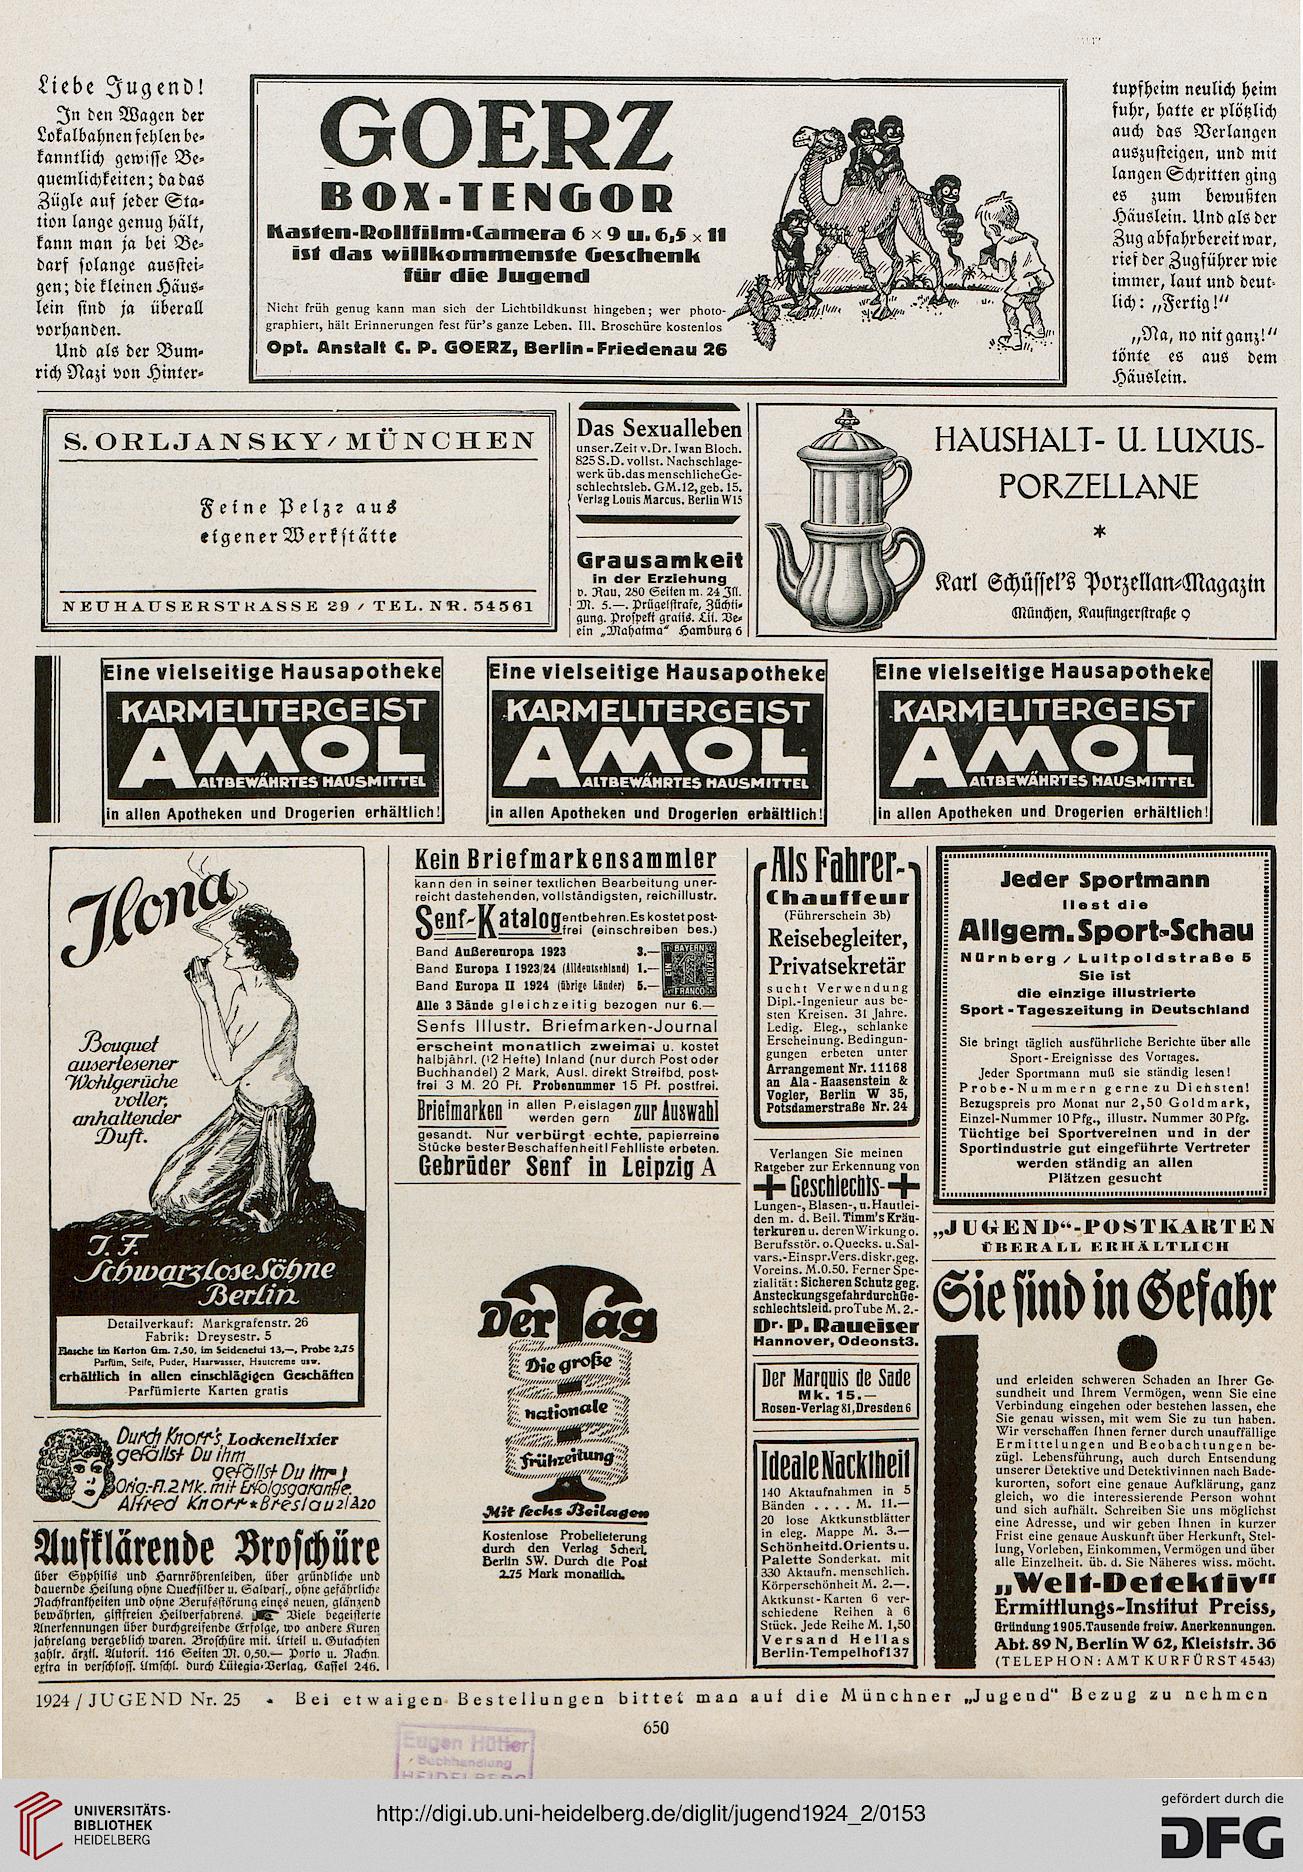 Liebe Jugend!
In den Wagen der
Lokalbahnen fehlen be-
kanntlich gewisse Be-
quemlichkeiten; da das
Zügle auf jeder Sta-
tion lange genug hält,
kann man ja bei Be-
darf solange ausstei-
gen; die kleinen Häus-
lein sind ja überall
vorhanden.
Und als der Bum-
rich Nazi von Hinter-
GOERZ
BOX-TENGOR
Kasten-Rollfilm-Camera 6 × 9 u. 6,5 × 11
ist das willkommenste Geschenk
für die Jugend
Nicht früh genug kann man sich der Lichtbildkunst hingeben; wer photo-
graphiert, hält Erinnerungen fest für's ganze Leben. Ill. Broschüre kostenlos
Opt. Anstalt C. P. GOERZ, Berlin-Friedenau 26
tupfheim neulich heim
fuhr, hatte er plötzlich
auch das Verlangen
auszusteigen, und mit
langen Schritten ging
es zum bewußten
Häuslein. Und als der
Zug abfahrbereit war,
rief der Zugführer wie
immer, laut und deut-
lich: „Fertig!“
„Na, no nit ganz!“
tönte es aus dem
Häuslein.
S. ORLJANSKY / MÜNCHEN
Feine Pelze aus
eigener Werkstätte
NEUHAUSERSTRASSE 29 / TEL. NR. 54561
Das Sexualleben
unser. Zeit v. Dr. Iwan Bloch.
825 S. D. vollst. Nachschlage-
werk üb. das menschliche Ge-
schlechtsleb. GM. 12, geb. 15.
Verlag Louis Marcus. Berlin W15
Grausamkeit
in der Erziehung
v. Rau, 280 Seiten m. 24 Ill.
M. 5.—. Prügelstrafe, Züchti-
gung. Prospekt gratis. Lit. Ver-
ein „Mahatma“ Hamburg 6
HAUSHALT- U. LUXUS-
PORZELLANE
*
Karl Schüssel's Porzellan-Magazin
München, Kaufingerstraße 9
Eine vielseitige Hausapotheke
KARMELITERGEIST
AMOL
ALTBEWÄHRTES HAUSMITTEL
in allen Apotheken und Drogerien erhältlich!
Eine vielseitige Hausapotheke
KARMELITERGEIST
AMOL
ALTBEWÄHRTES HAUSMITTEL
in allen Apotheken und Drogerien erhältlich!
Eine vielseitige Hausapotheke
KARMELITERGEIST
AMOL
ALTBEWÄHRTES HAUSMITTEL
in allen Apotheken und Drogerien erhältlich!
Ilona
Bouquet
auserlesener
Wohlgerüche
voller,
anhaltender
Duft.
J. F.
Schwarzlose Söhne
Berlin
Detailverkauf: Markgrafenstr. 26
Fabrik: Dreysestr. 5
Flasche im Karton Gm. 7,50, im Seidenetui 13,—, Probe 2,75
Parfüm, Seife, Puder, Haarwasser, Hautcreme usw.
erhältlich in allen einschlägigen Geschäften
Parfümierte Karten gratis
Durch Knorr's Lockenelixier
gefällst Du ihm
gefällst Du ihr!
Orig.-Fl. 2 Mk. mit Erfolgsgarantie.
Alfred Knorr * Breslau 2/A20
Aufklärende Broschüre
über Syphilis und Harnröhrenleiden, über gründliche und
dauernde Heilung ohne Quecksilber u. Salvars., ohne gefährliche
Nachkrankheiten und ohne Berufsstörung eines neuen, glänzend
bewährten, giftfreien Heilverfahrens. Viele begeisterte
Anerkennungen über durchgreifende Erfolge, wo andere Kuren
jahrelang vergeblich waren. Broschüre mit. Urteil u. Gutachten
zahlr. ärztl. Autorit. 116 Seiten M. 0,50.— Porto u. Nachn.
extra in verschloss. Umschl. durch Lütegia-Verlag, Cassel 246.
Kein Briefmarkensammler
kann den in seiner textlichen Bearbeitung uner-
reicht dastehenden, vollständigsten, reichillustr.
Senf-Katalog entbehren. Es kostet post-
frei (einschreiben bes.)
Band Außereuropa 1923 3.—
Band Europa I 1923/24 (Alldeutschland) 1.—
Band Europa II 1924 (übrige Länder) 5.—
BAYERN
EIN
1
KREUZER
FRANCO
Alle 3 Bände gleichzeitig bezogen nur 6.—
Senfs Illustr. Briefmarken-Journal
erscheint monatlich zweimal u. kostet
halbjährl. (12 Hefte) Inland (nur durch Post oder
Buchhandel) 2 Mark, Ausl. direkt Streifbd. post-
frei 3 M. 20 Pf. Probenummer 15 Pf. postfrei.
Briefmarken in allen Preislagen werden gern zur Auswahl
gesandt. Nur verbürgt echte, papierreine
Stücke bester Beschaffenheit! Fehlliste erbeten.
Gebrüder Senf in Leipzig A
Der Tag
Die große
nationale
Frühzeitung
Mit sechs Beilagen
Kostenlose Probelieferung
durch den Verlag Scherl,
Berlin SW. Durch die Post
2.75 Mark monatlich.
Als Fahrer-
Chauffeur
(Führerschein 3b)
Reisebegleiter,
Privatsekretär
sucht Verwendung
Dipl.-Ingenieur aus be-
sten Kreisen. 31 Jahre.
Ledig. Eleg., schlanke
Erscheinung. Bedingun-
gungen erbeten unter
Arrangement Nr. 11168
an Ala-Haasenstein &
Vogler, Berlin W 35,
Potsdamerstraße Nr. 24
Verlangen Sie meinen
Ratgeber zur Erkennung von
Geschlechts-
Lungen-, Blasen-, u. Hautlei-
den m. d. Beil. Timm's Kräu-
terkuren u. deren Wirkung o.
Berufsstör. o. Quecks. u. Sal-
vars.-Einspr. Vers. diskr. geg.
Voreins. M. 0.50. Ferner Spe-
zialität: Sicheren Schutz geg.
Ansteckungsgefahr durch Ge-
schlechtsleid. pro Tube M. 2.-
Dr. P. Raueiser
Hannover, Odeonst3.
Der Marquis de Sade
Mk. 15.—
Rosen-Verlag 81, Dresden 6
Ideale Nacktheit
140 Aktaufnahmen in 5
Bänden .... M. 11.—
20 lose Aktkunstblätter
in eleg. Mappe M. 3.—
Schönheit d. Orients u.
Palette Sonderkat. mit
330 Aktaufn. menschlich.
Körperschönheit M. 2.—.
Aktkunst-Karten 6 ver-
schiedene Reihen à 6
Stück. Jede Reihe M. 1,50
Versand Hellas
Berlin-Tempelhof 137
Jeder Sportmann
liest die
Allgem. Sport-Schau
Nürnberg / Luitpoldstraße 5
Sie ist
die einzige illustrierte
Sport-Tageszeitung in Deutschland
Sie bringt täglich ausführliche Berichte über alle
Sport-Ereignisse des Vortages.
Jeder Sportmann muß sie ständig lesen!
Probe-Nummern gerne zu Diensten!
Bezugspreis pro Monat nur 2,50 Goldmark,
Einzel-Nummer 10 Pfg., illustr. Nummer 30 Pfg.
Tüchtige bei Sportvereinen und in der
Sportindustrie gut eingeführte Vertreter
werden ständig an allen
Plätzen gesucht
„JUGEND“-POSTKARTEN
ÜBERALL ERHÄLTLICH
Sie sind in Gefahr
und erleiden schweren Schaden an Ihrer Ge-
sundheit und Ihrem Vermögen, wenn Sie eine
Verbindung eingehen oder bestehen lassen, ehe
Sie genau wissen, mit wem Sie zu tun haben.
Wir verschaffen Ihnen ferner durch unauffällige
Ermittelungen und Beobachtungen be-
zügl. Lebensführung, auch durch Entsendung
unserer Detektive und Detektivinnen nach Bade-
kurorten, sofort eine genaue Aufklärung, ganz
gleich, wo die interessierende Person wohnt
und sich aufhält. Schreiben Sie uns möglichst
eine Adresse, und wir geben Ihnen in kurzer
Frist eine genaue Auskunft über Herkunft, Stel-
lung, Vorleben, Einkommen, Vermögen und über
alle Einzelheit. üb. d. Sie Näheres wiss. möcht.
„Welt-Detektiv“
Ermittlungs-Institut Preiss,
Gründung 1905. Tausende freiw. Anerkennungen.
Abt. 89 N, Berlin W 62, Kleiststr. 36
(TELEPHON: AMT KURFÜRST 4543)
1924 / JUGEND Nr. 25 • Bei etwaigen Bestellungen bittet man auf die Münchner „Jugend“ Bezug zu nehmen
650
Eugen Hütter
Buchhandlung
HEIDELBERG
UNIVERSITÄTS-
BIBLIOTHEK
HEIDELBERG
http://digi.ub.uni-heidelberg.de/diglit/jugend1924_2/0153
gefördert durch die
DFG